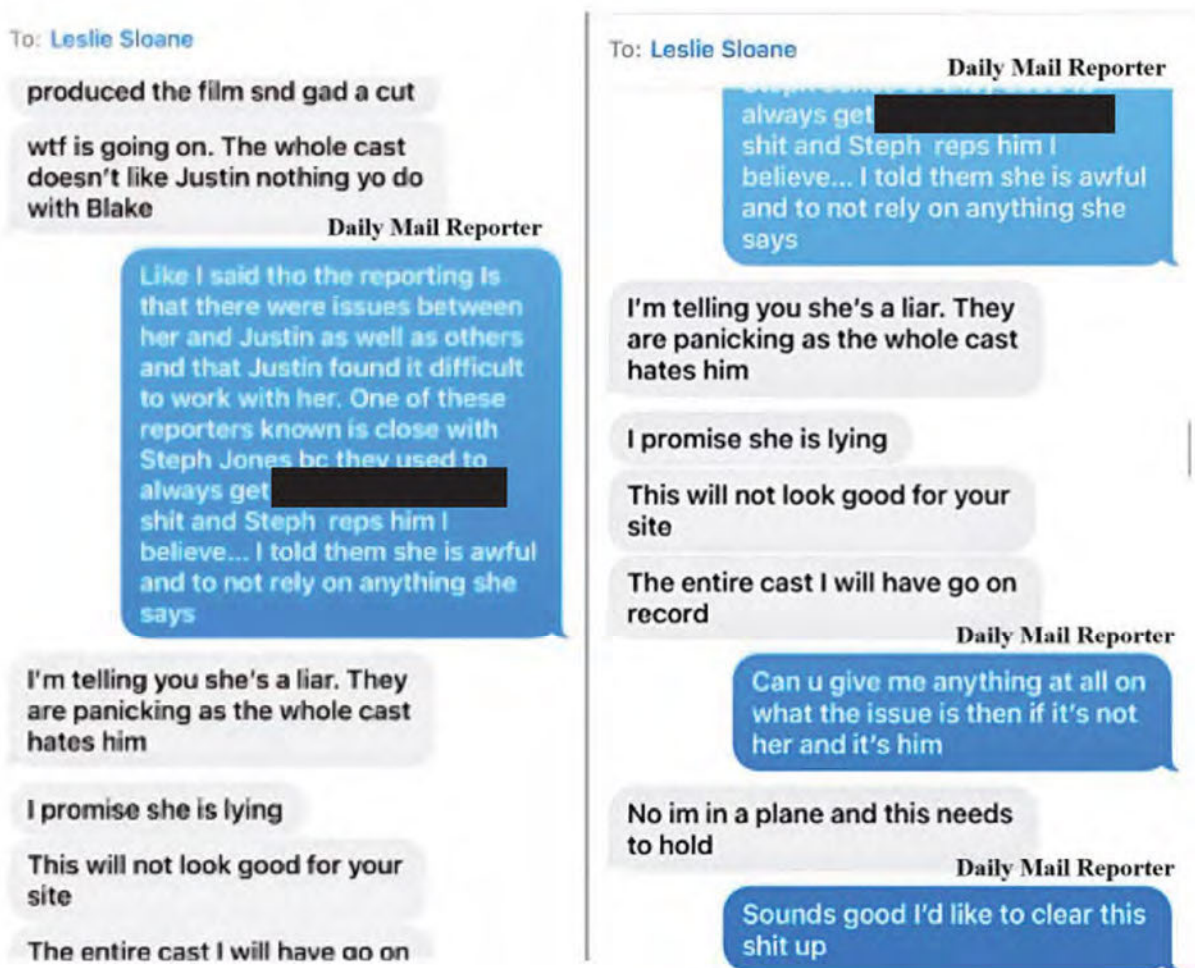 To: Leslie Sloane
produced the film snd gad a cut
wtf is going on. The whole cast
doesn't like Justin nothing yo do
with Blake
Daily Mail Reporter
Like I said tho the reporting Is
that there were issues between
her and Justin as well as others
and that Justin found it difficult
to work with her. One of these
reporters known is close with
Steph Jones bc they used to
always get
shit and Steph reps him I
believe... I told them she is awful
and to not rely on anything she
says
I'm telling you she's a liar. They
are panicking as the whole cast
hates him
I promise she is lying
This will not look good for your
site
The entire cast I will have go on
To: Leslie Sloane
Daily Mail Reporter
always get
shit and Steph reps him I
believe... I told them she is awful
and to not rely on anything she
says
I'm telling you she's a liar. They
are panicking as the whole cast
hates him
I promise she is lying
This will not look good for your
site
The entire cast I will have go on
record
Daily Mail Reporter
Can u give me anything at all on
what the issue is then if it's not
her and it's him
No im in a plane and this needs
to hold
Daily Mail Reporter
Sounds good I'd like to clear this
shit up